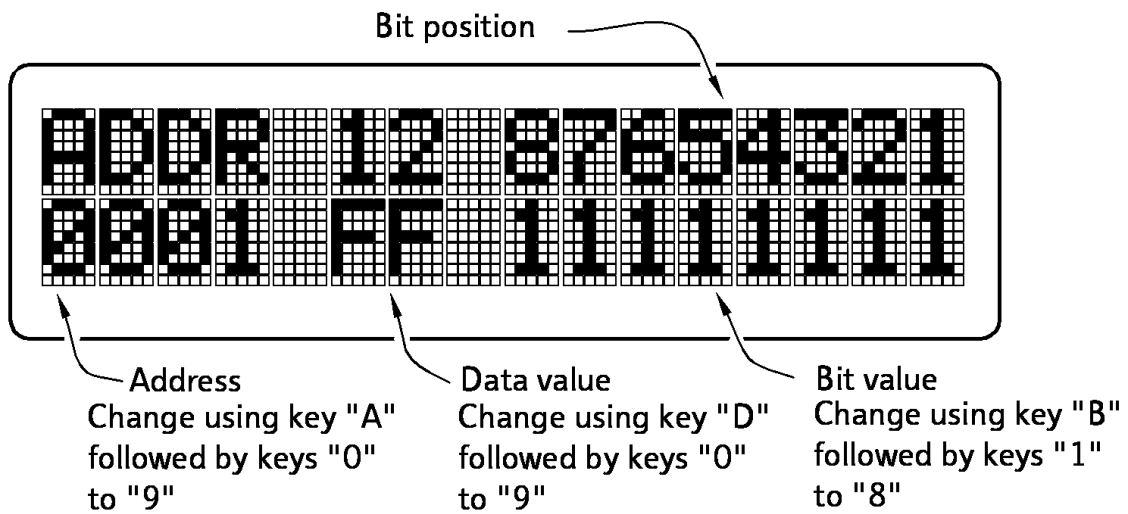 Bit position
ADDR 12 87654321
0001 FF 11111111
Address
Change using key "A"
followed by keys "0"
to "9"
Data value
Change using key "D"
followed by keys "0"
to "9"
Bit value
Change using key "B"
followed by keys "1"
to "8"